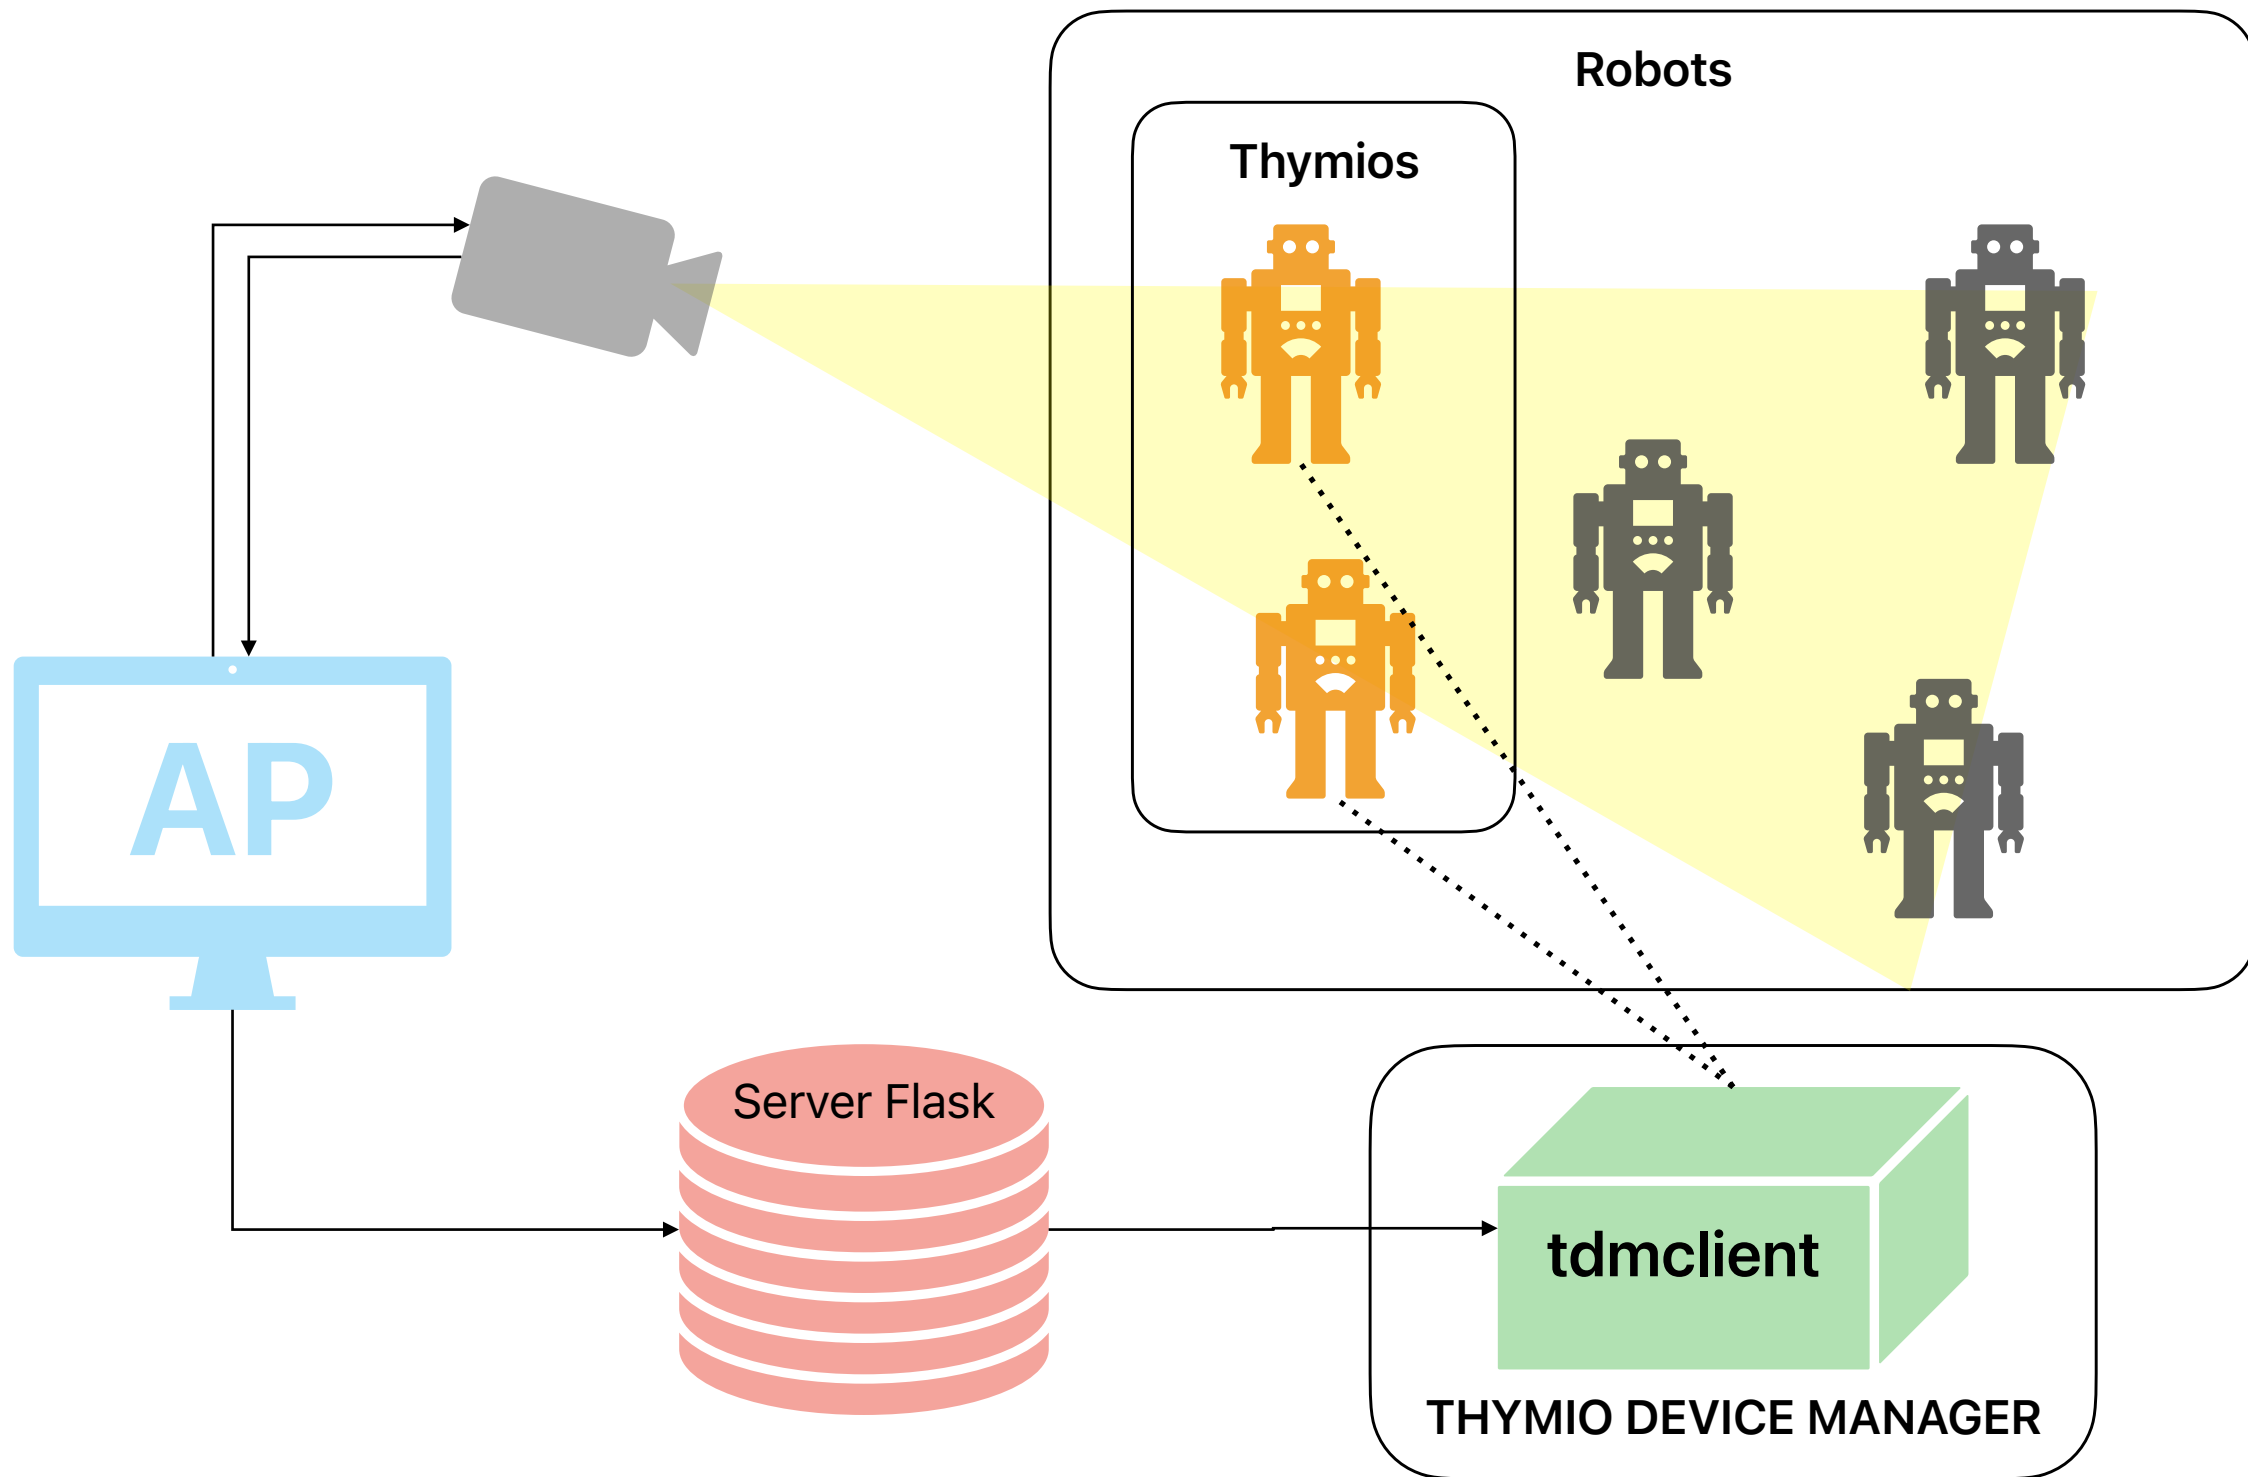 Robots
Thymios
AP
Server Flask
tdmclient
THYMIO DEVICE MANAGER